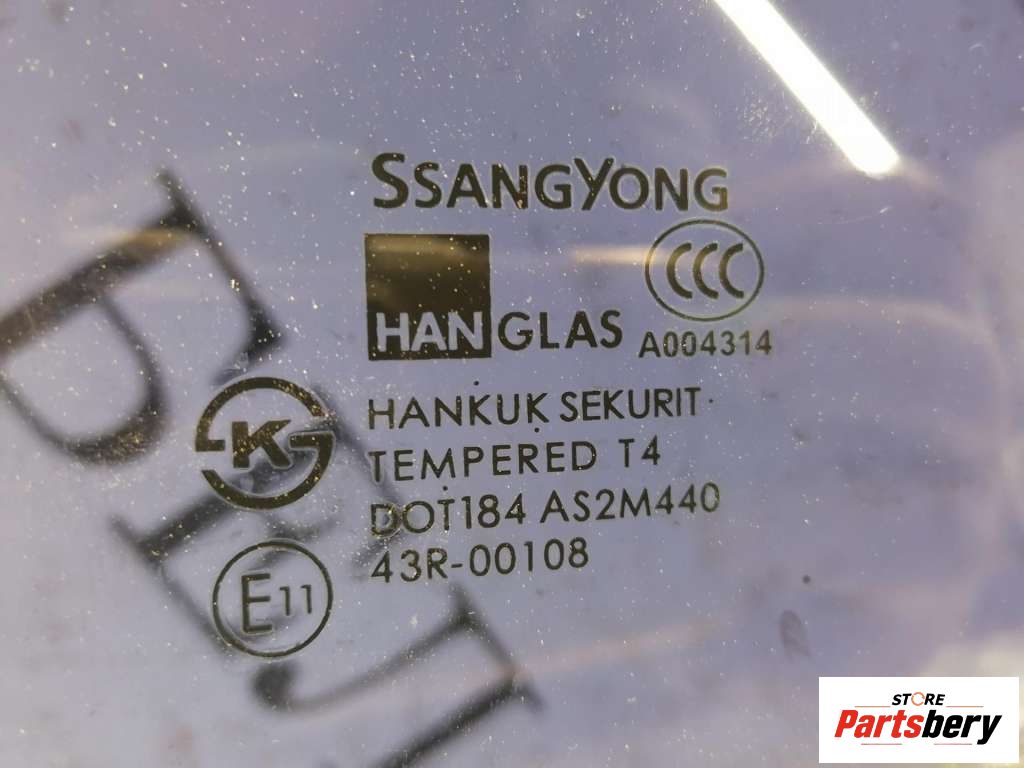 SSANGYONG
CCC
HANGLAS
A004314
K
HANKUK SEKURIT
TEMPERED T4
DOT184 AS2M440
43R-00108
E11
STORE
Partsbery